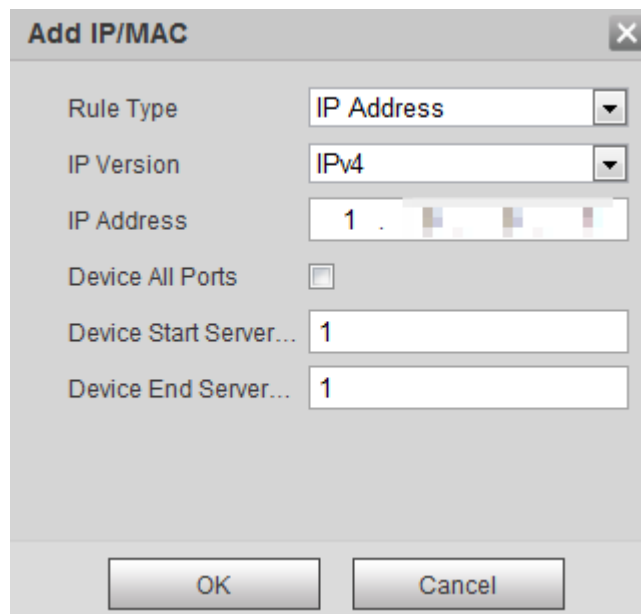 Add IP/MAC
Rule Type IP Address
IP Version IPv4
IP Address 1 .
Device All Ports
Device Start Server... 1
Device End Server... 1
OK Cancel